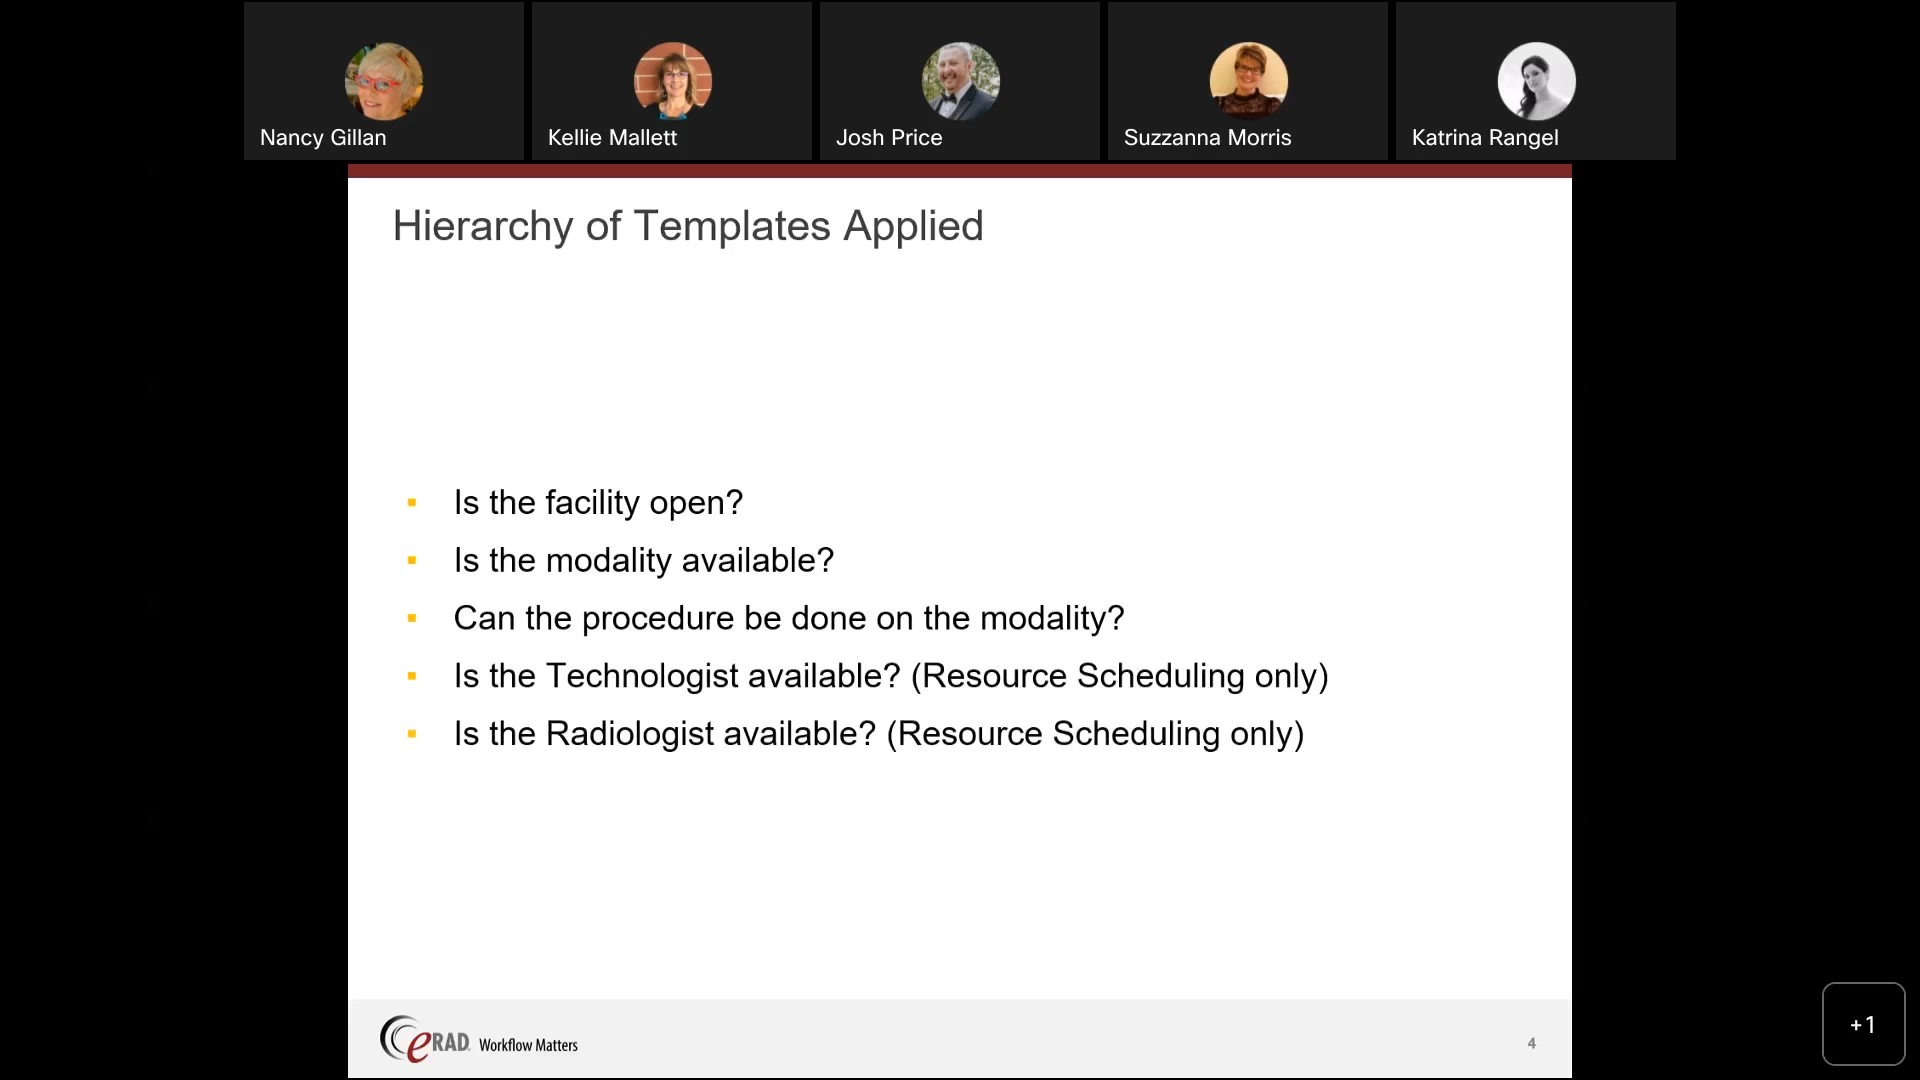 Nancy Gillan
Kellie Mallett
Josh Price
Suzzanna Morris
Katrina Rangel
Hierarchy of Templates Applied
Is the facility open?
Is the modality available?
Can the procedure be done on the modality?
Is the Technologist available? (Resource Scheduling only)
Is the Radiologist available? (Resource Scheduling only)
eRAD Workflow Matters
4
+1